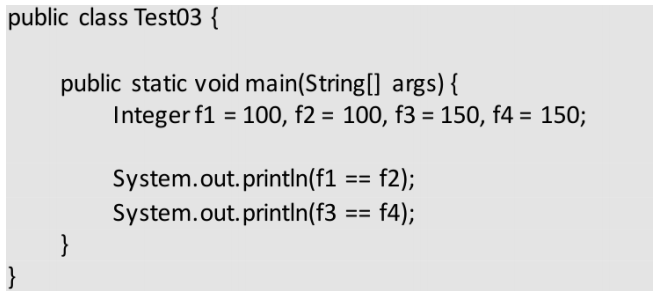 public class Test03 {
public static void main(String[] args) {
Integer f1 = 100, f2 = 100, f3 = 150, f4 = 150;
System.out.println(f1 == f2);
System.out.println(f3 == f4);
}
}